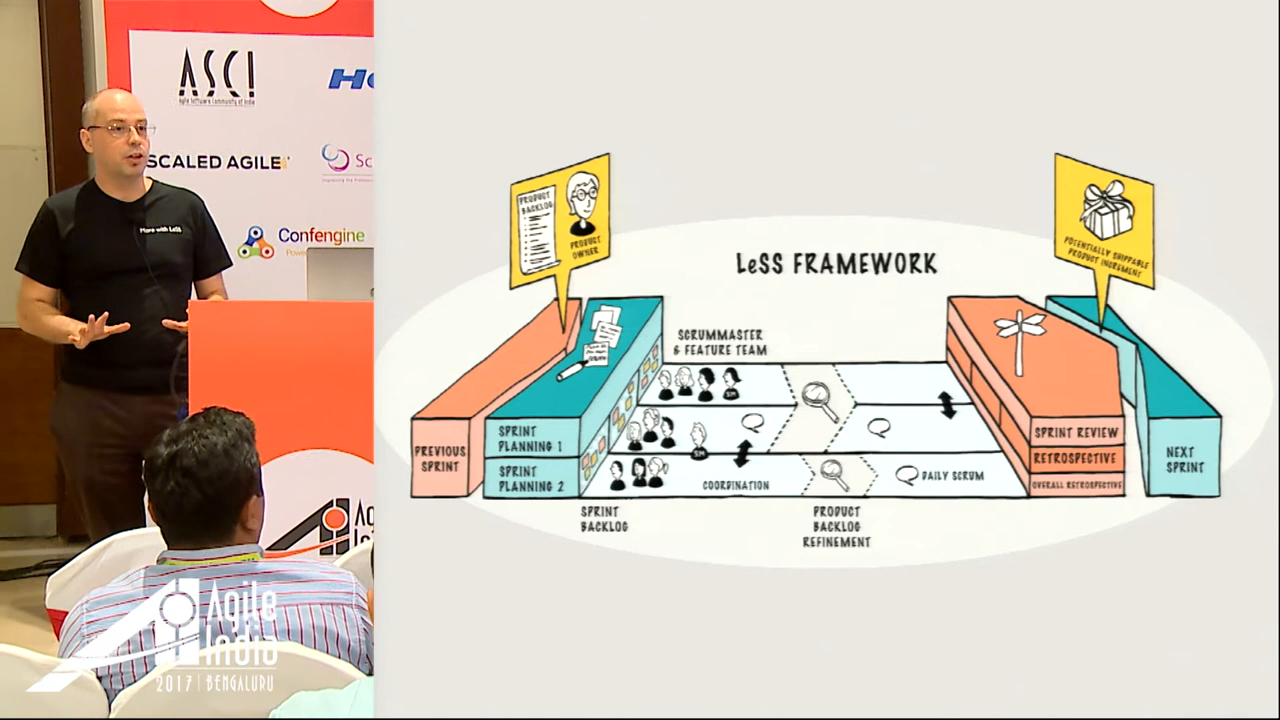 ASCI
Agile Software Community of India
SCALED AGILE
Sc
Confengine
More with LeSS
Agile
India
2017 | BENGALURU
PRODUCT
BACKLOG
PRODUCT
OWNER
POTENTIALLY SHIPPABLE
PRODUCT INCREMENT
LeSS FRAMEWORK
SCRUMMASTER
& FEATURE TEAM
SM
SM
PREVIOUS
SPRINT
SPRINT
PLANNING 1
SPRINT
PLANNING 2
COORDINATION
DAILY SCRUM
SPRINT REVIEW
RETROSPECTIVE
OVERALL RETROSPECTIVE
NEXT
SPRINT
SPRINT
BACKLOG
PRODUCT
BACKLOG
REFINEMENT